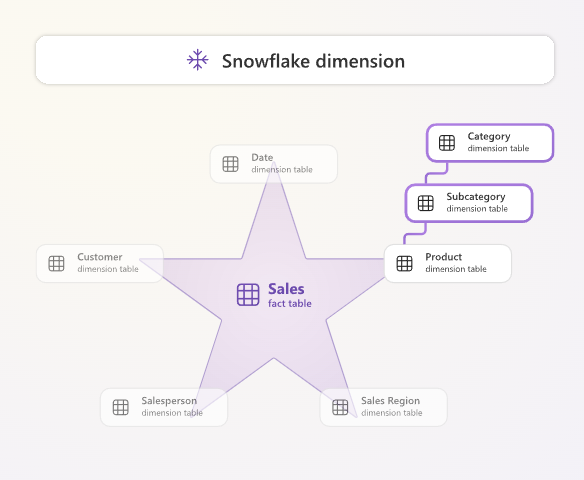 Snowflake dimension
Category
dimension table
Date
dimension table
Subcategory
dimension table
Customer
dimension table
Product
dimension table
Sales
fact table
Salesperson
dimension table
Sales Region
dimension table